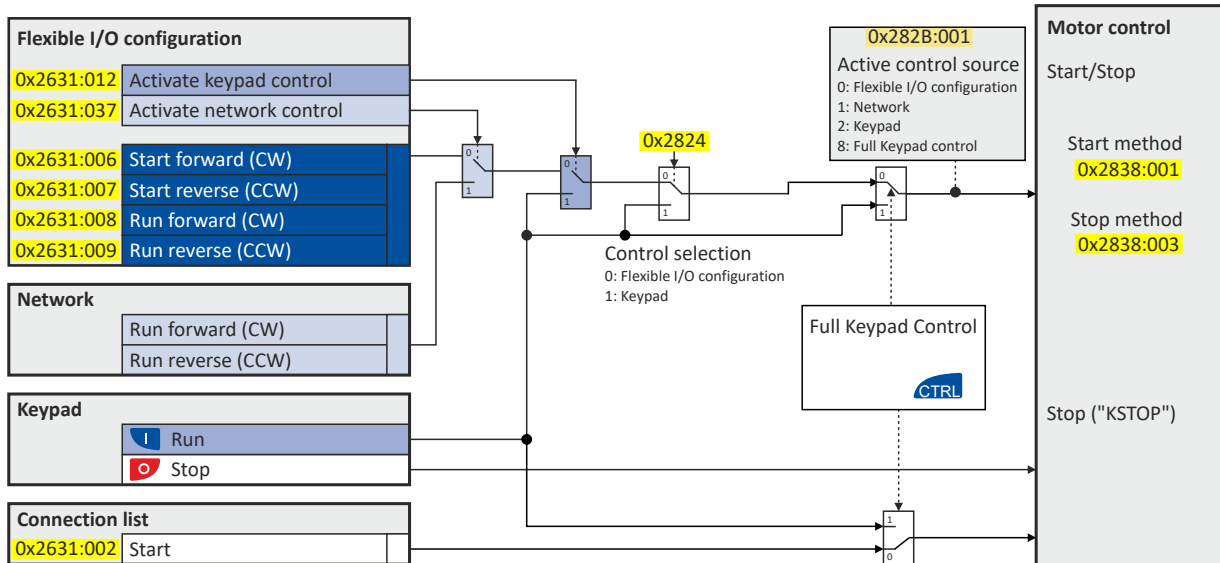 Flexible I/O configuration
0x2631:012 Activate keypad control
0x2631:037 Activate network control
0x2631:006 Start forward (CW)
0x2631:007 Start reverse (CCW)
0x2631:008 Run forward (CW)
0x2631:009 Run reverse (CCW)
Network
Run forward (CW)
Run reverse (CCW)
Keypad
I Run
O Stop
Connection list
0x2631:002 Start
0
1
0
1
0x2824
0
1
Control selection
0: Flexible I/O configuration
1: Keypad
0x282B:001
Active control source
0: Flexible I/O configuration
1: Network
2: Keypad
8: Full Keypad control
0
1
Full Keypad Control
CTRL
1
0
Motor control
Start/Stop
Start method
0x2838:001
Stop method
0x2838:003
Stop ("KSTOP")